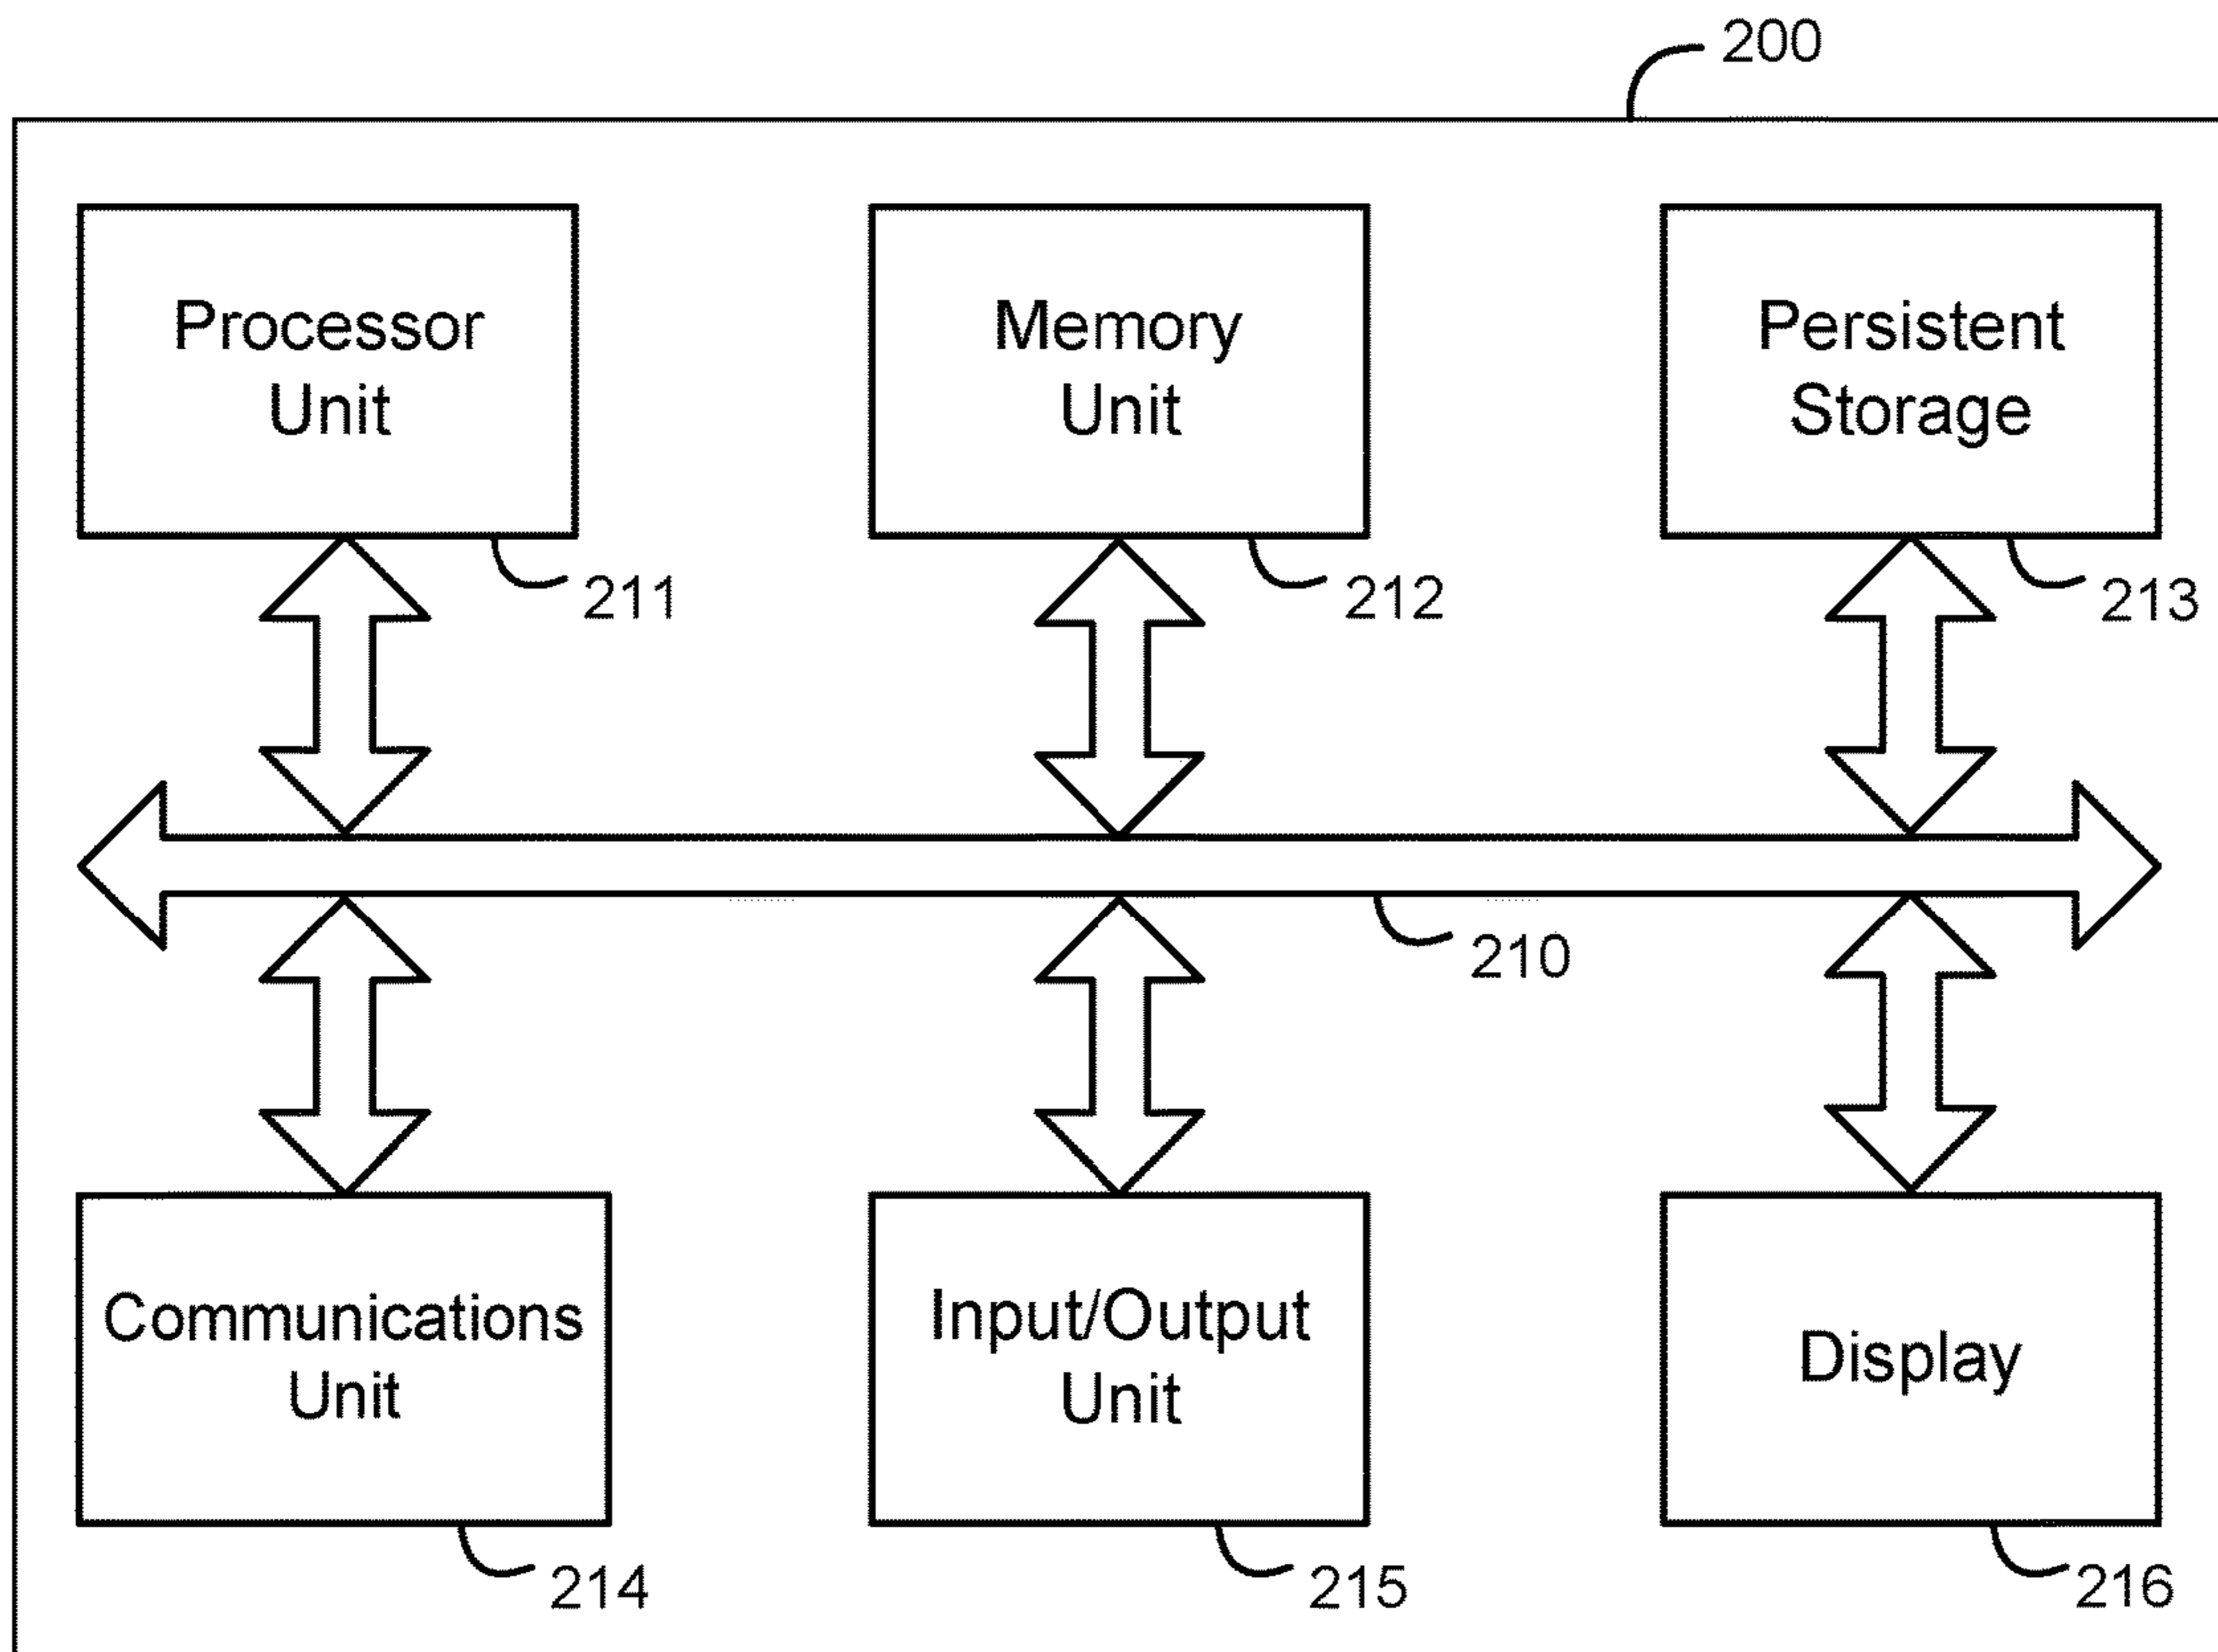 200
Processor
Unit
Memory
Unit
Persistent
Storage
211
212
213
210
Communications
Unit
Input/Output
Unit
Display
214
215
216